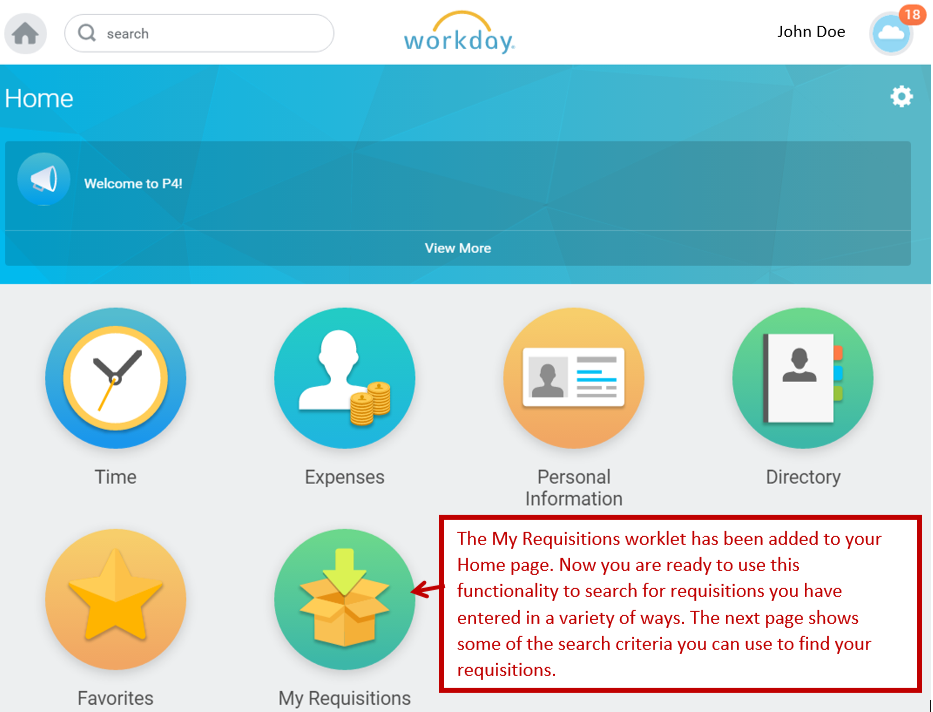 search
workday.
John Doe
18
Home
Welcome to P4!
View More
Time
Expenses
Personal
Information
Directory
The My Requisitions worklet has been added to your
Home page. Now you are ready to use this
functionality to search for requisitions you have
entered in a variety of ways. The next page shows
some of the search criteria you can use to find your
requisitions.
Favorites
My Requisitions